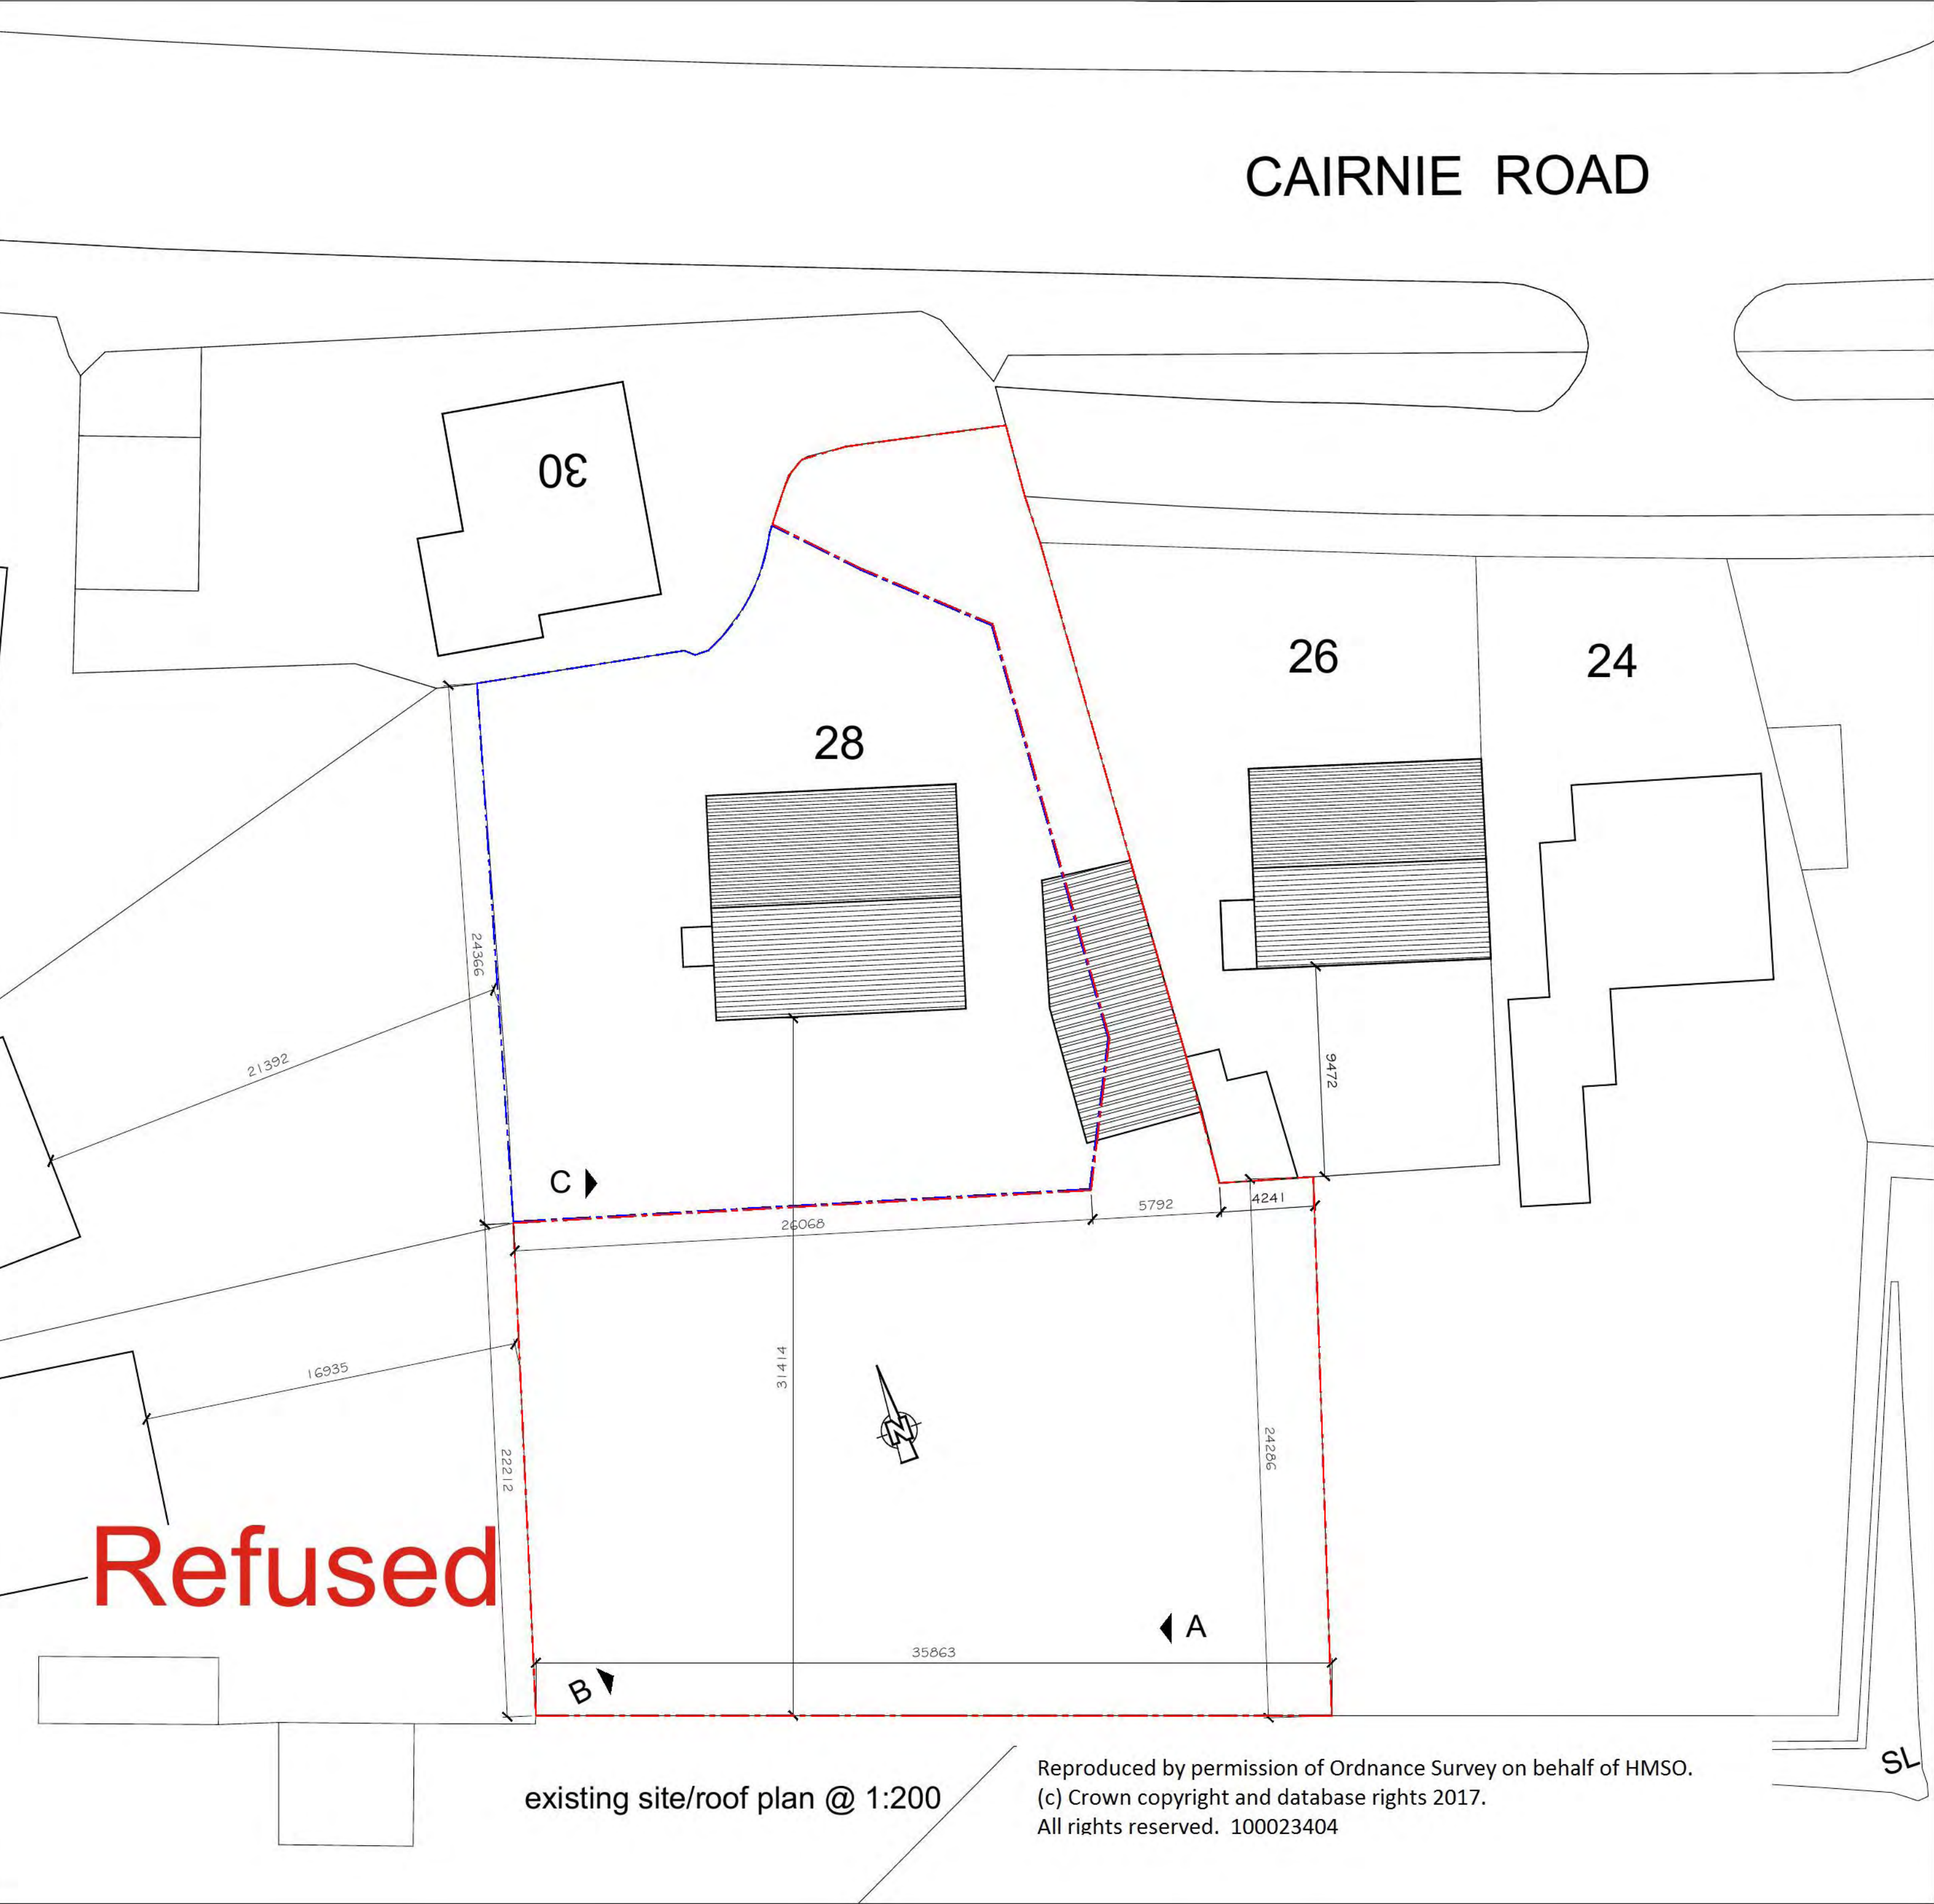 CAIRNIE ROAD
30
26
24
28
24366
21392
9472
C
4241
5792
26068
31414
16935
N
24286
22212
Refused
A
35863
B
SL
existing site/roof plan @ 1:200
Reproduced by permission of Ordnance Survey on behalf of HMSO.
(c) Crown copyright and database rights 2017.
All rights reserved. 100023404